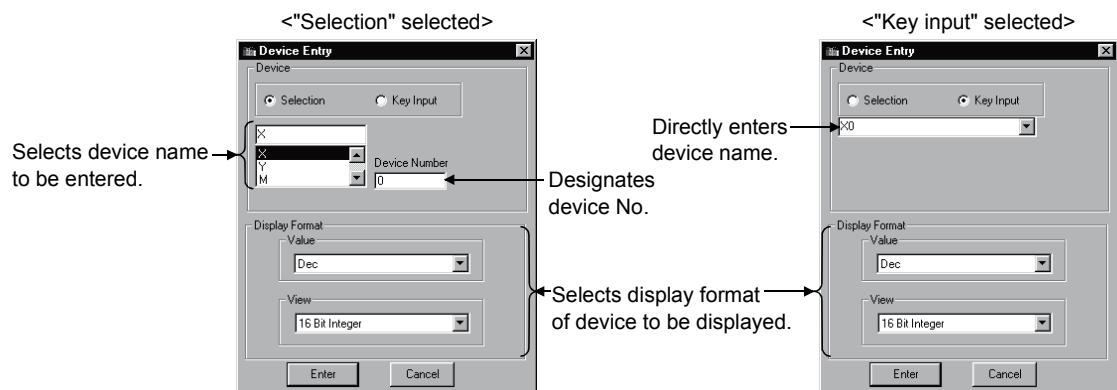 <"Selection" selected>
Device Entry
Device
Selection
Key Input
X
X
Y
M
Device Number
0
Selects device name
to be entered.
Designates
device No.
Display Format
Value
Dec
View
16 Bit Integer
Enter
Cancel
Selects display format
of device to be displayed.
<"Key input" selected>
Device Entry
Device
Selection
Key Input
X0
Directly enters
device name.
Display Format
Value
Dec
View
16 Bit Integer
Enter
Cancel